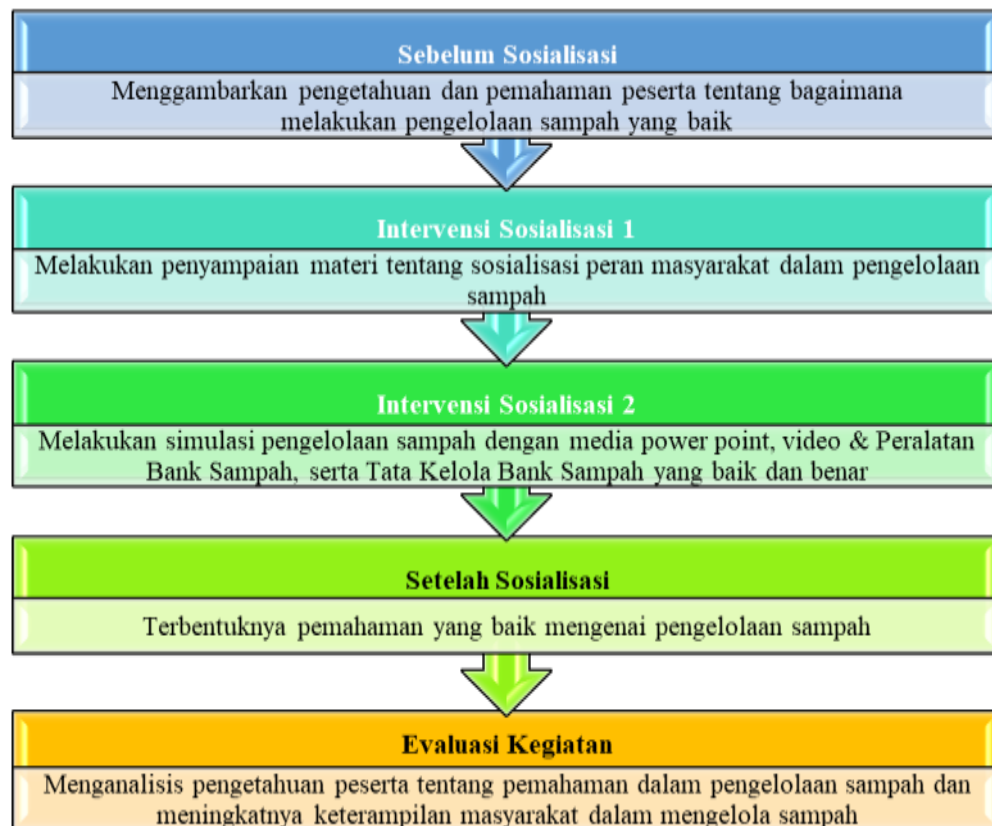 Sebelum Sosialisasi
Menggambarkan pengetahuan dan pemahaman peserta tentang bagaimana
melakukan pengelolaan sampah yang baik
Intervensi Sosialisasi 1
Melakukan penyampaian materi tentang sosialisasi peran masyarakat dalam pengelolaan
sampah
Intervensi Sosialisasi 2
Melakukan simulasi pengelolaan sampah dengan media power point, video & Peralatan
Bank Sampah, serta Tata Kelola Bank Sampah yang baik dan benar
Setelah Sosialisasi
Terbentuknya pemahaman yang baik mengenai pengelolaan sampah
Evaluasi Kegiatan
Menganalisis pengetahuan peserta tentang pemahaman dalam pengelolaan sampah dan
meningkatnya keterampilan masyarakat dalam mengelola sampah